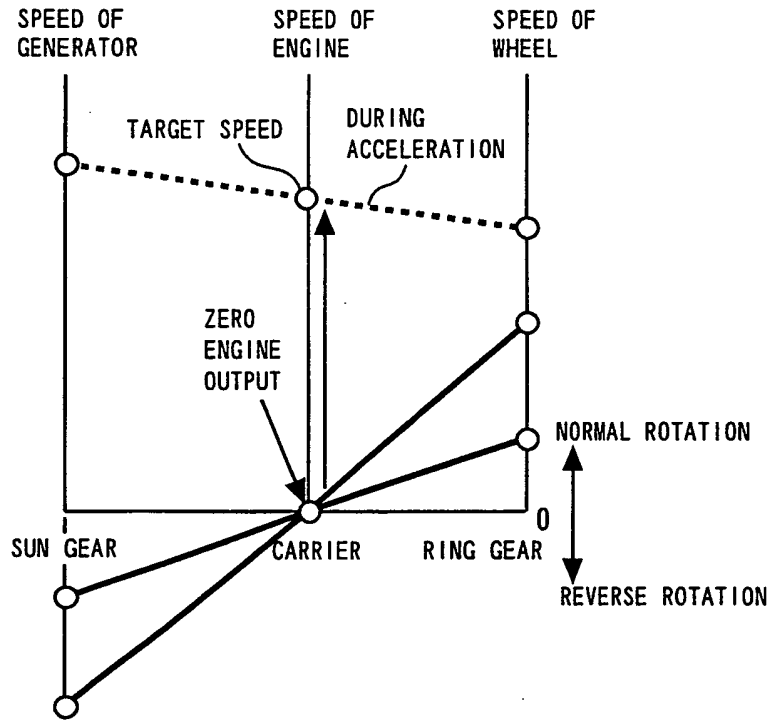 SPEED OF
GENERATOR
SPEED OF
ENGINE
SPEED OF
WHEEL
TARGET SPEED
DURING
ACCELERATION
ZERO
ENGINE
OUTPUT
NORMAL ROTATION
0
SUN GEAR
CARRIER
RING GEAR
REVERSE ROTATION